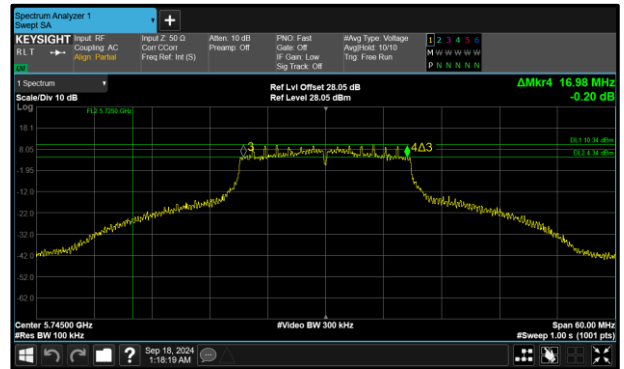 Spectrum Analyzer 1
Swept SA
KEYSIGHT
RLT
Input: RF
Coupling: AC
Align: Partial
Input Z: 50 Ω
Corr CCorr
Freq Ref: Int (S)
Atten: 10 dB
Preamp: Off
PNO: Fast
Gate: Off
IF Gain: Low
Sig Track: Off
#Avg Type: Voltage
Avg|Hold: 10/10
Trig: Free Run
1 2 3 4 5 6
M W W W W W
P N N N N N
1 Spectrum
Scale/Div 10 dB
Log
Ref Lvl Offset 28.05 dB
Ref Level 28.05 dBm
ΔMkr4 16.98 MHz
-0.20 dB
FL2 5.7250 GHz
18.1
8.05
-1.95
-12.0
-22.0
-32.0
-42.0
-52.0
-62.0
3
4Δ3
DL1 10.34 dBm
DL2 4.34 dBm
Center 5.74500 GHz
#Res BW 100 kHz
#Video BW 300 kHz
Span 60.00 MHz
#Sweep 1.00 s (1001 pts)
?
Sep 18, 2024
1:18:19 AM